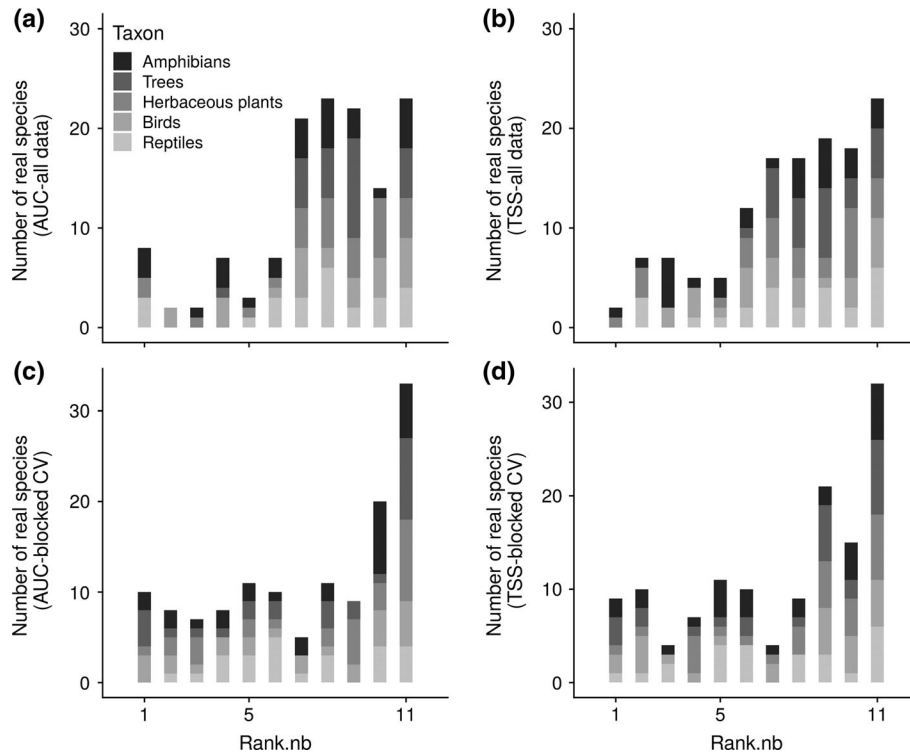 (a)
30
20
10
0
Number of real species
(AUC-all data)
Taxon
Amphibians
Trees
Herbaceous plants
Birds
Reptiles
(b)
30
20
10
0
Number of real species
(TSS-all data)
(c)
30
20
10
0
Number of real species
(AUC-blocked CV)
1 5 11
Rank.nb
(d)
30
20
10
0
Number of real species
(TSS-blocked CV)
1 5 11
Rank.nb